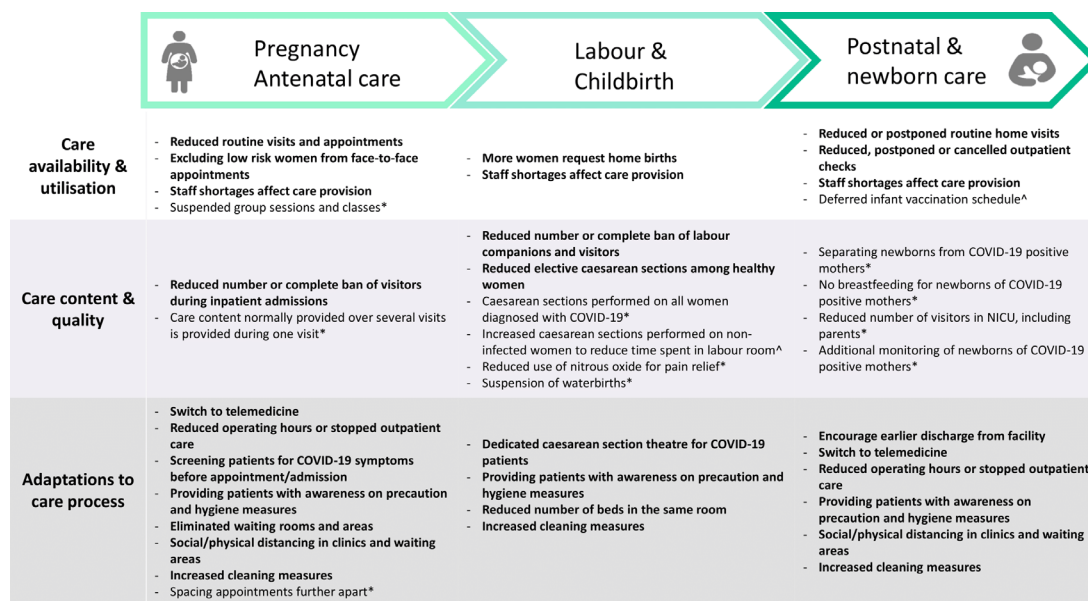 Pregnancy
Antenatal care
Labour &
Childbirth
Postnatal &
newborn care
Care
availability &
utilisation
- Reduced routine visits and appointments
- Excluding low risk women from face-to-face
appointments
- Staff shortages affect care provision
- Suspended group sessions and classes*
- More women request home births
- Staff shortages affect care provision
- Reduced or postponed routine home visits
- Reduced, postponed or cancelled outpatient
checks
- Staff shortages affect care provision
- Deferred infant vaccination schedule^
Care content &
quality
- Reduced number or complete ban of visitors
during inpatient admissions
- Care content normally provided over several visits
is provided during one visit*
- Reduced number or complete ban of labour
companions and visitors
- Reduced elective caesarean sections among healthy
women
- Caesarean sections performed on all women
diagnosed with COVID-19*
- Increased caesarean sections performed on non-
infected women to reduce time spent in labour room^
- Reduced use of nitrous oxide for pain relief*
- Suspension of waterbirths*
- Separating newborns from COVID-19 positive
mothers*
- No breastfeeding for newborns of COVID-19
positive mothers*
- Reduced number of visitors in NICU, including
parents*
- Additional monitoring of newborns of COVID-19
positive mothers*
Adaptations to
care process
- Switch to telemedicine
- Reduced operating hours or stopped outpatient
care
- Screening patients for COVID-19 symptoms
before appointment/admission
- Providing patients with awareness on precaution
and hygiene measures
- Eliminated waiting rooms and areas
- Social/physical distancing in clinics and waiting
areas
- Increased cleaning measures
- Spacing appointments further apart*
- Dedicated caesarean section theatre for COVID-19
patients
- Providing patients with awareness on precaution and
hygiene measures
- Reduced number of beds in the same room
- Increased cleaning measures
- Encourage earlier discharge from facility
- Switch to telemedicine
- Reduced operating hours or stopped outpatient
care
- Providing patients with awareness on
precaution and hygiene measures
- Social/physical distancing in clinics and waiting
areas
- Increased cleaning measures